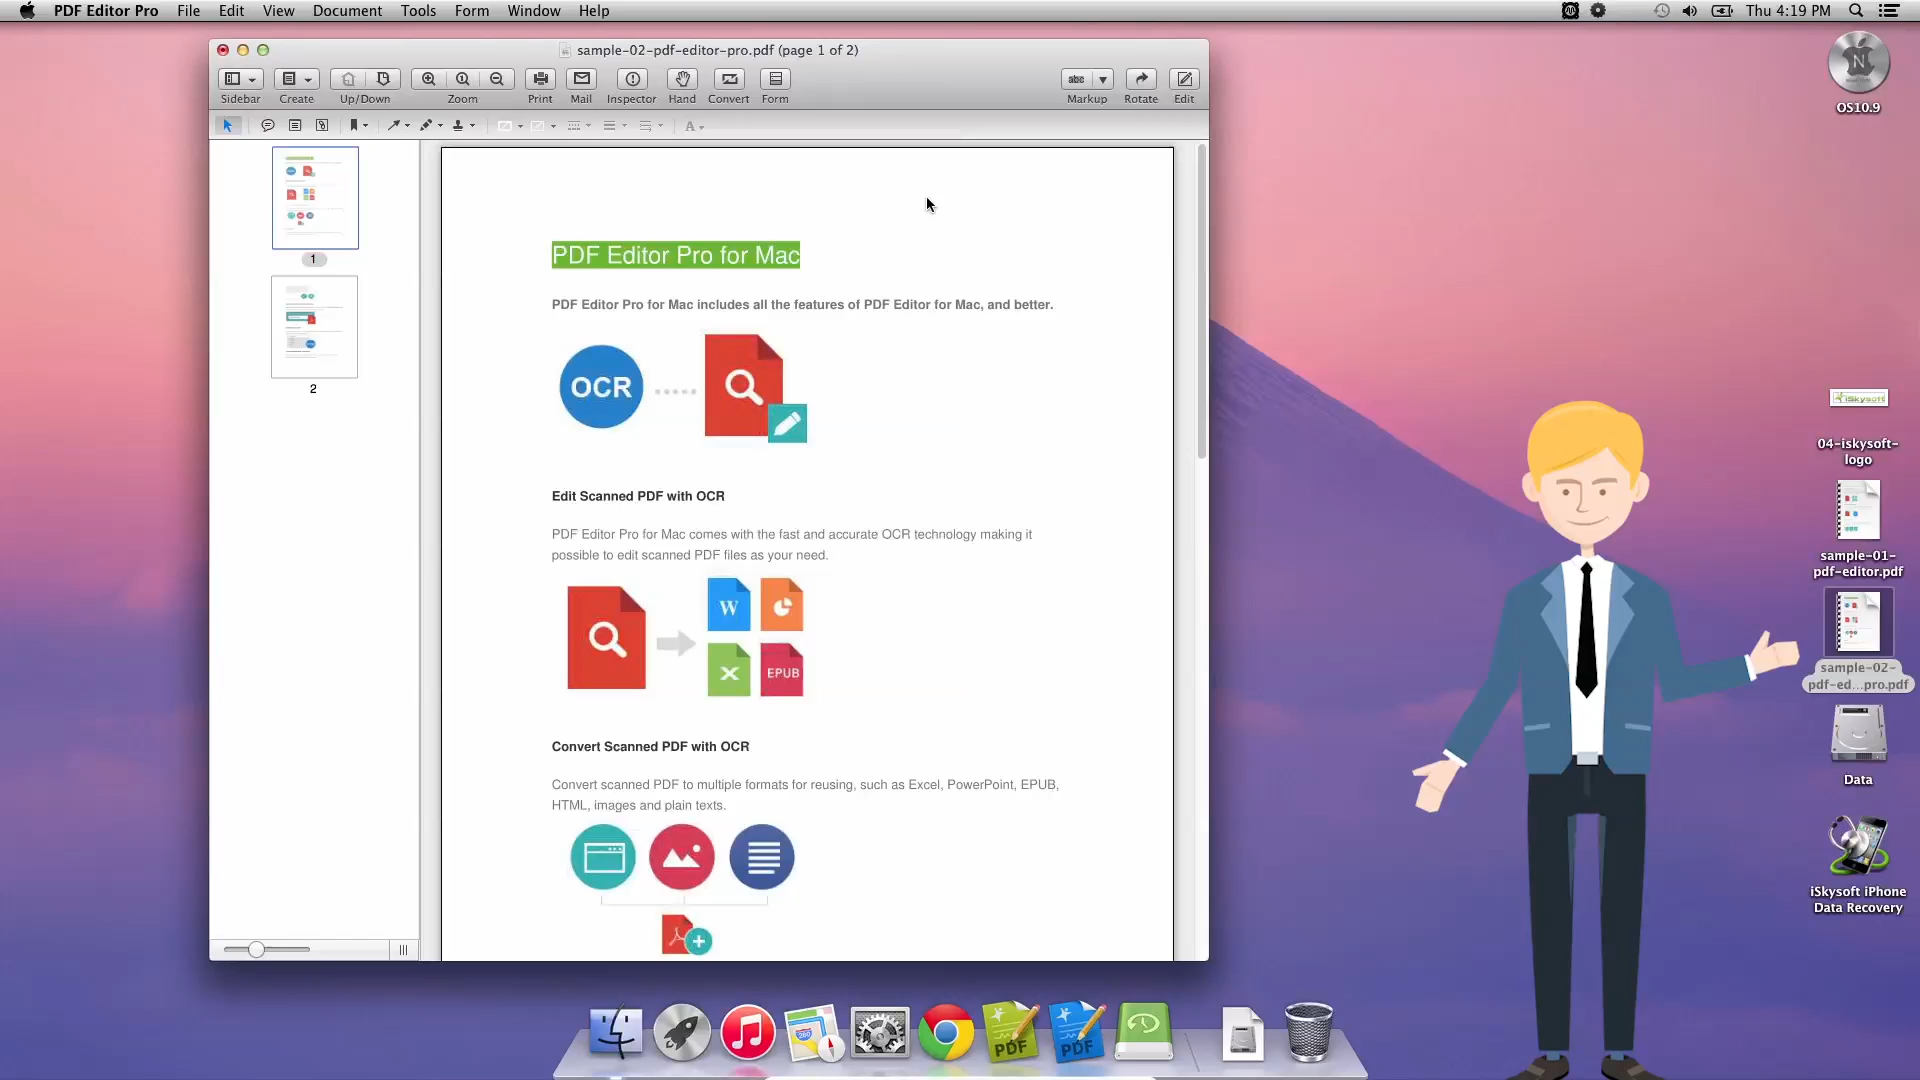 PDF Editor Pro File Edit View Document Tools Form Window Help Thu 4:19 PM
sample-02-pdf-editor-pro.pdf (page 1 of 2)
abc
Sidebar Create Up/Down Zoom Print Mail Inspector Hand Convert Form Markup Rotate Edit
A
1
2
PDF Editor Pro for Mac
PDF Editor Pro for Mac includes all the features of PDF Editor for Mac, and better.
OCR
Edit Scanned PDF with OCR
PDF Editor Pro for Mac comes with the fast and accurate OCR technology making it
possible to edit scanned PDF files as your need.
W
X EPUB
Convert Scanned PDF with OCR
Convert scanned PDF to multiple formats for reusing, such as Excel, PowerPoint, EPUB,
HTML, images and plain texts.
N
OS10.9
iSkysoft
04-iskysoft-
logo
sample-01-
pdf-editor.pdf
sample-02-
pdf-ed...pro.pdf
Data
iSkysoft iPhone
Data Recovery
PDF PDF